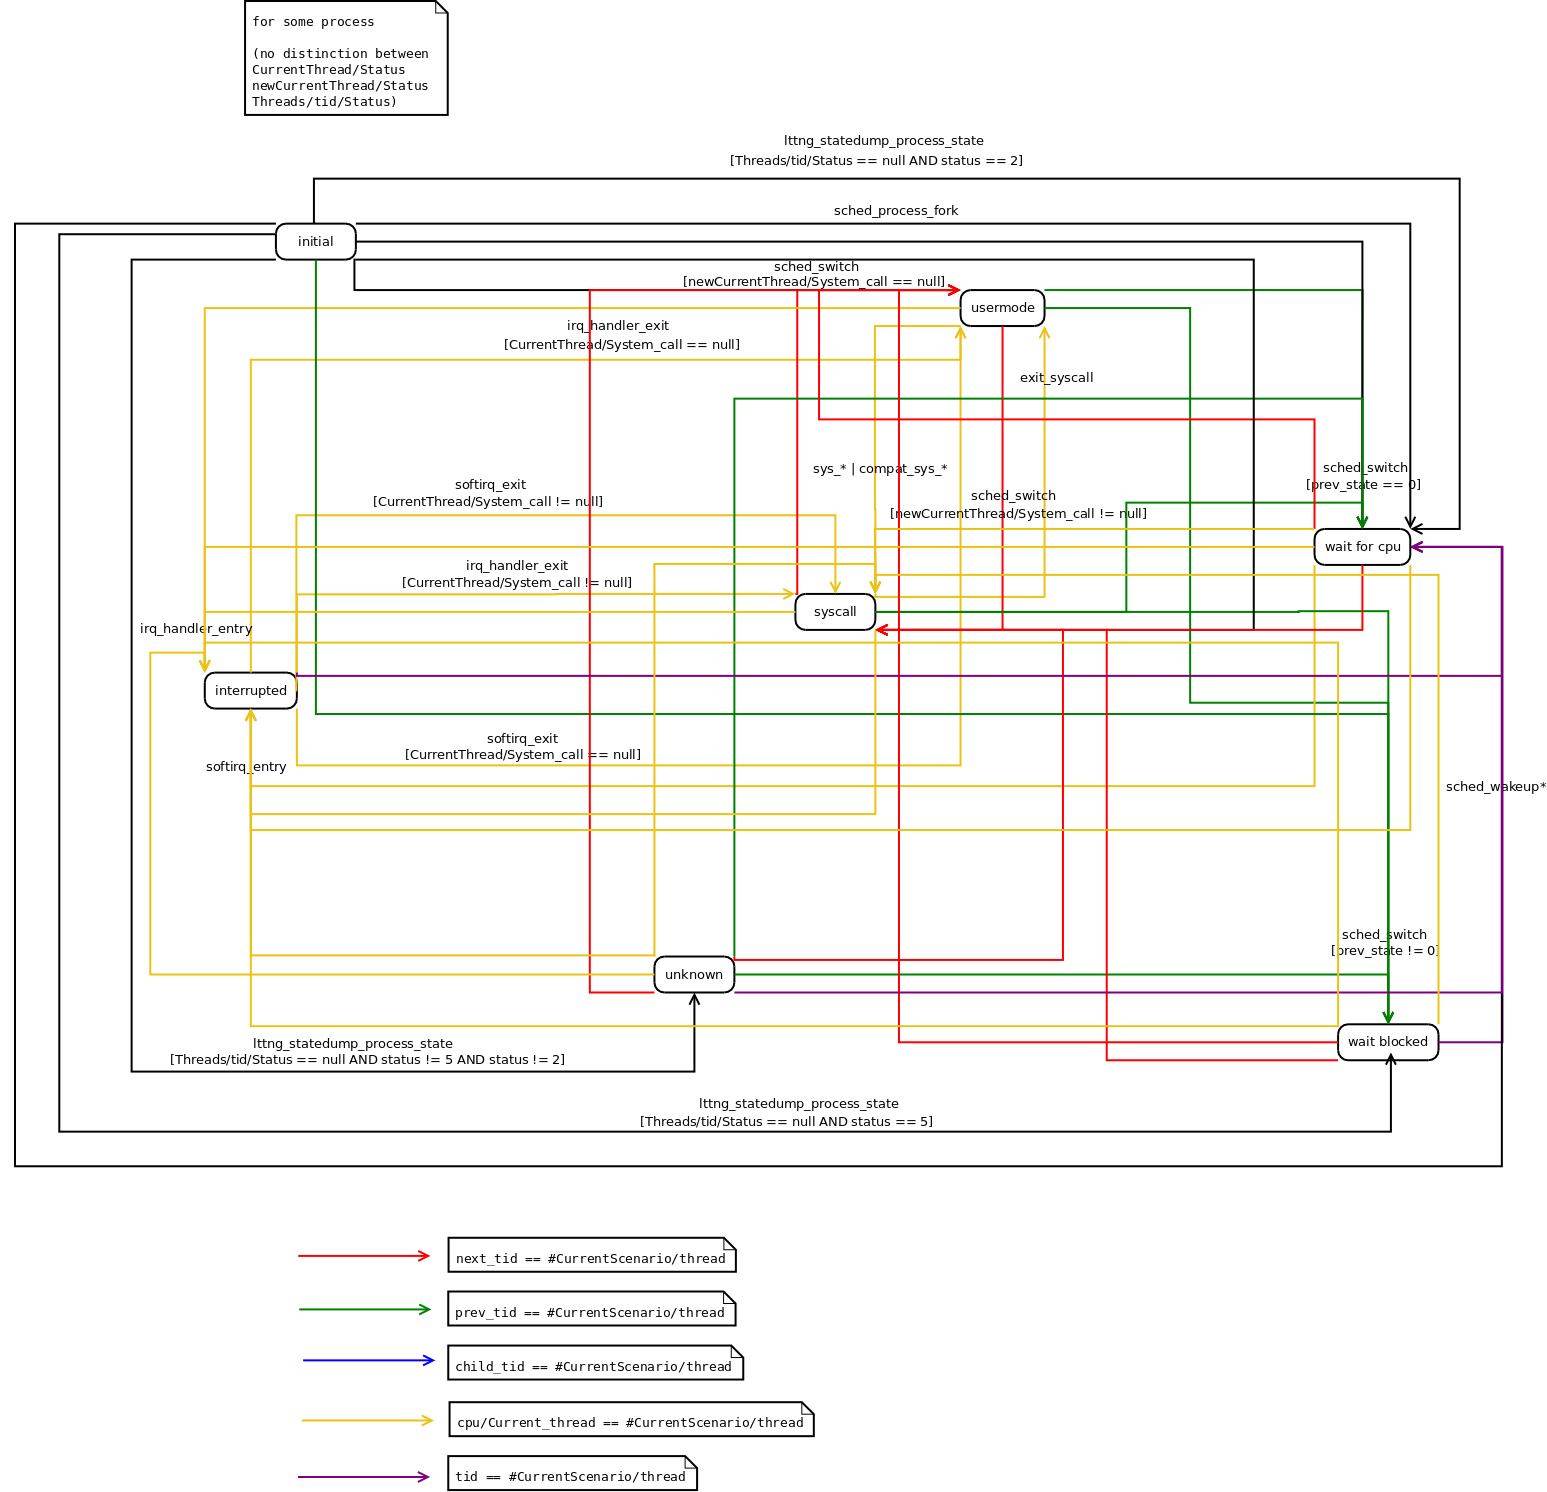 for some process
(no distinction between
CurrentThread/Status
newCurrentThread/Status
Threads/tid/Status)
lttng_statedump_process_state
[Threads/tid/Status == null AND status == 2]
sched_process_fork
initial
sched_switch
[newCurrentThread/System_call == null]
usermode
irq_handler_exit
[CurrentThread/System_call == null]
exit_syscall
sys_* | compat_sys_*
sched_switch
[prev_state == 0]
softirq_exit
[CurrentThread/System_call != null]
sched_switch
[newCurrentThread/System_call != null]
wait for cpu
irq_handler_exit
[CurrentThread/System_call != null]
syscall
irq_handler_entry
interrupted
softirq_exit
[CurrentThread/System_call == null]
softirq_entry
sched_wakeup*
sched_switch
[prev_state != 0]
unknown
wait blocked
lttng_statedump_process_state
[Threads/tid/Status == null AND status != 5 AND status != 2]
lttng_statedump_process_state
[Threads/tid/Status == null AND status == 5]
next_tid == #CurrentScenario/thread
prev_tid == #CurrentScenario/thread
child_tid == #CurrentScenario/thread
cpu/Current_thread == #CurrentScenario/thread
tid == #CurrentScenario/thread